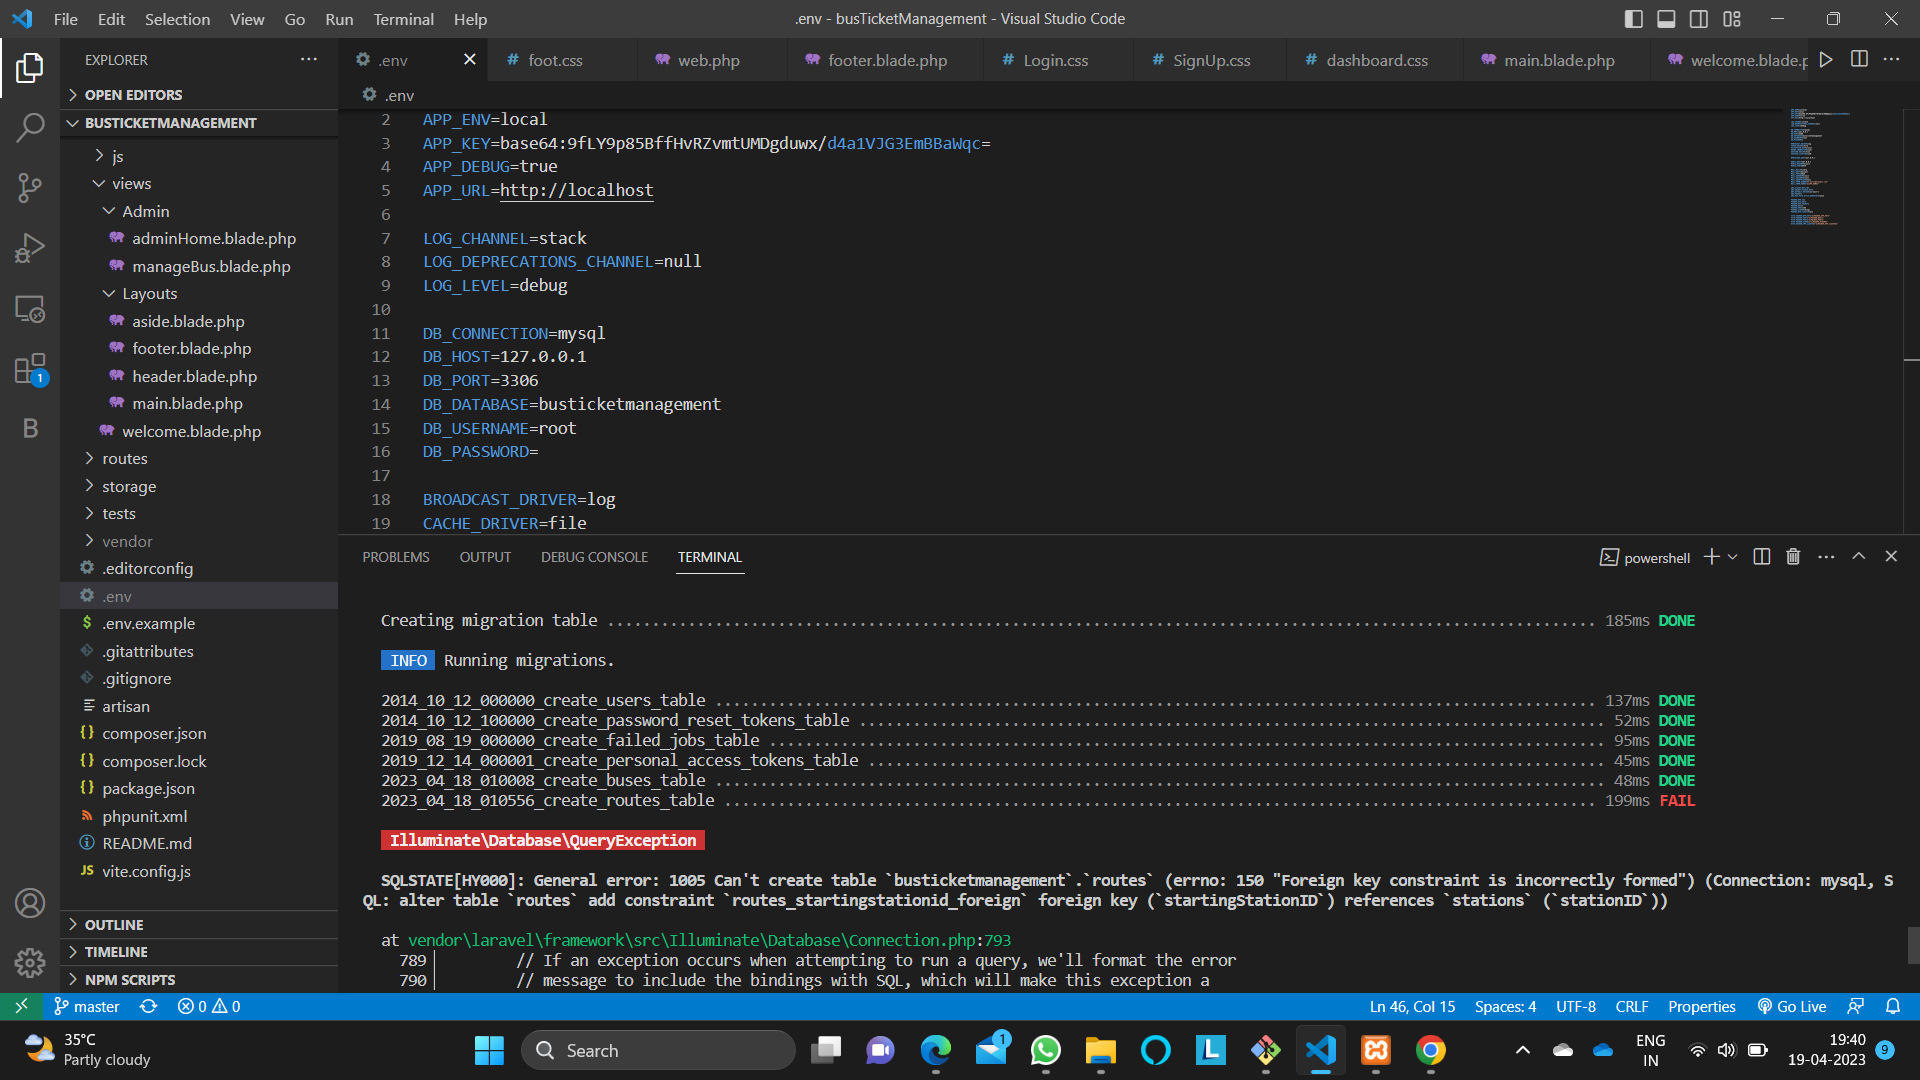 File Edit Selection View Go Run Terminal Help
.env - busTicketManagement - Visual Studio Code
EXPLORER
OPEN EDITORS
BUSTICKETMANAGEMENT
js
views
Admin
adminHome.blade.php
manageBus.blade.php
Layouts
aside.blade.php
footer.blade.php
header.blade.php
main.blade.php
welcome.blade.php
routes
storage
tests
vendor
.editorconfig
.env
.env.example
.gitattributes
.gitignore
artisan
composer.json
composer.lock
package.json
phpunit.xml
README.md
vite.config.js
OUTLINE
TIMELINE
NPM SCRIPTS
.env foot.css web.php footer.blade.php Login.css SignUp.css dashboard.css main.blade.php welcome.blade.p
.env
2 APP_ENV=local
3 APP_KEY=base64:9fLY9p85BffHvRZvmtUMDgduwx/d4a1VJG3EmBBaWqc=
4 APP_DEBUG=true
5 APP_URL=http://localhost
6
7 LOG_CHANNEL=stack
8 LOG_DEPRECATIONS_CHANNEL=null
9 LOG_LEVEL=debug
10
11 DB_CONNECTION=mysql
12 DB_HOST=127.0.0.1
13 DB_PORT=3306
14 DB_DATABASE=busticketmanagement
15 DB_USERNAME=root
16 DB_PASSWORD=
17
18 BROADCAST_DRIVER=log
19 CACHE_DRIVER=file
PROBLEMS OUTPUT DEBUG CONSOLE TERMINAL
powershell
Creating migration table ........ 185ms DONE
INFO Running migrations.
2014_10_12_000000_create_users_table ........ 137ms DONE
2014_10_12_100000_create_password_reset_tokens_table ........ 52ms DONE
2019_08_19_000000_create_failed_jobs_table ........ 95ms DONE
2019_12_14_000001_create_personal_access_tokens_table ........ 45ms DONE
2023_04_18_010008_create_buses_table ........ 48ms DONE
2023_04_18_010556_create_routes_table ........ 199ms FAIL
Illuminate\Database\QueryException
SQLSTATE[HY000]: General error: 1005 Can't create table `busticketmanagement`.`routes` (errno: 150 "Foreign key constraint is incorrectly formed") (Connection: mysql, S
QL: alter table `routes` add constraint `routes_startingstationid_foreign` foreign key (`startingStationID`) references `stations` (`stationID`))
at vendor\laravel\framework\src\Illuminate\Database\Connection.php:793
789 // If an exception occurs when attempting to run a query, we'll format the error
790 // message to include the bindings with SQL, which will make this exception a
1
B
master 0 0
Ln 46, Col 15 Spaces: 4 UTF-8 CRLF Properties Go Live
35°C
Partly cloudy
Search
1
L
ENG
IN
19:40
19-04-2023
9